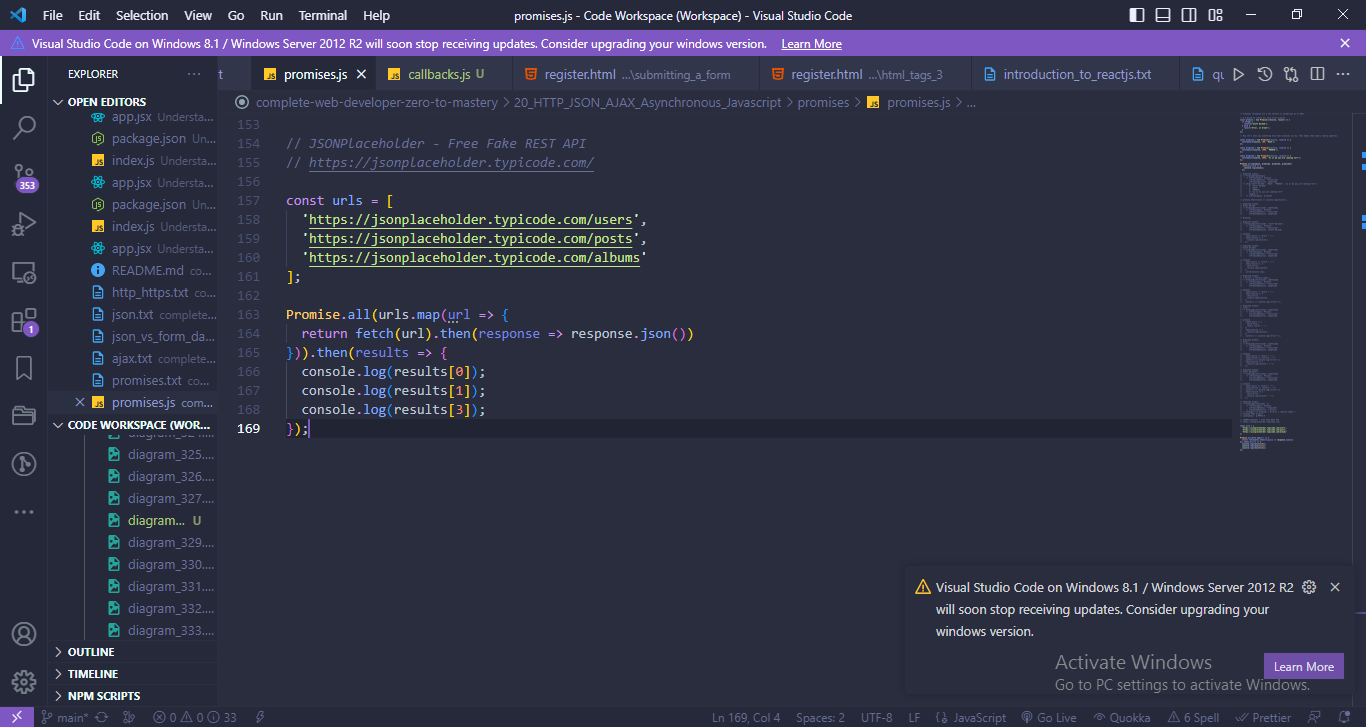 File Edit Selection View Go Run Terminal Help
promises.js - Code Workspace (Workspace) - Visual Studio Code
Visual Studio Code on Windows 8.1 / Windows Server 2012 R2 will soon stop receiving updates. Consider upgrading your windows version. Learn More
EXPLORER
t
promises.js
callbacks.js U
register.html ...\submitting_a_form
register.html ...\html_tags_3
introduction_to_reactjs.txt
qu
complete-web-developer-zero-to-mastery > 20_HTTP_JSON_AJAX_Asynchronous_Javascript > promises > promises.js > ...
OPEN EDITORS
app.jsx Understa...
package.json Un...
index.js Understa...
app.jsx Understa...
package.json Un...
index.js Understa...
app.jsx Understa...
README.md co...
http_https.txt co...
json.txt complete...
json_vs_form_da...
ajax.txt complete...
promises.txt co...
promises.js com...
CODE WORKSPACE (WOR...
diagram_325....
diagram_326....
diagram_327....
diagram... U
diagram_329....
diagram_330....
diagram_331....
diagram_332....
diagram_333....
OUTLINE
TIMELINE
NPM SCRIPTS
353
1
153
154 // JSONPlaceholder - Free Fake REST API
155 // https://jsonplaceholder.typicode.com/
156
157 const urls = [
158 'https://jsonplaceholder.typicode.com/users',
159 'https://jsonplaceholder.typicode.com/posts',
160 'https://jsonplaceholder.typicode.com/albums'
161 ];
162
163 Promise.all(urls.map(url => {
164 return fetch(url).then(response => response.json())
165 })).then(results => {
166 console.log(results[0]);
167 console.log(results[1]);
168 console.log(results[3]);
169 });
Visual Studio Code on Windows 8.1 / Windows Server 2012 R2
will soon stop receiving updates. Consider upgrading your
windows version.
Learn More
Activate Windows
Go to PC settings to activate Windows.
main* 0 0 33
Ln 169, Col 4 Spaces: 2 UTF-8 LF {} JavaScript Go Live Quokka 6 Spell Prettier